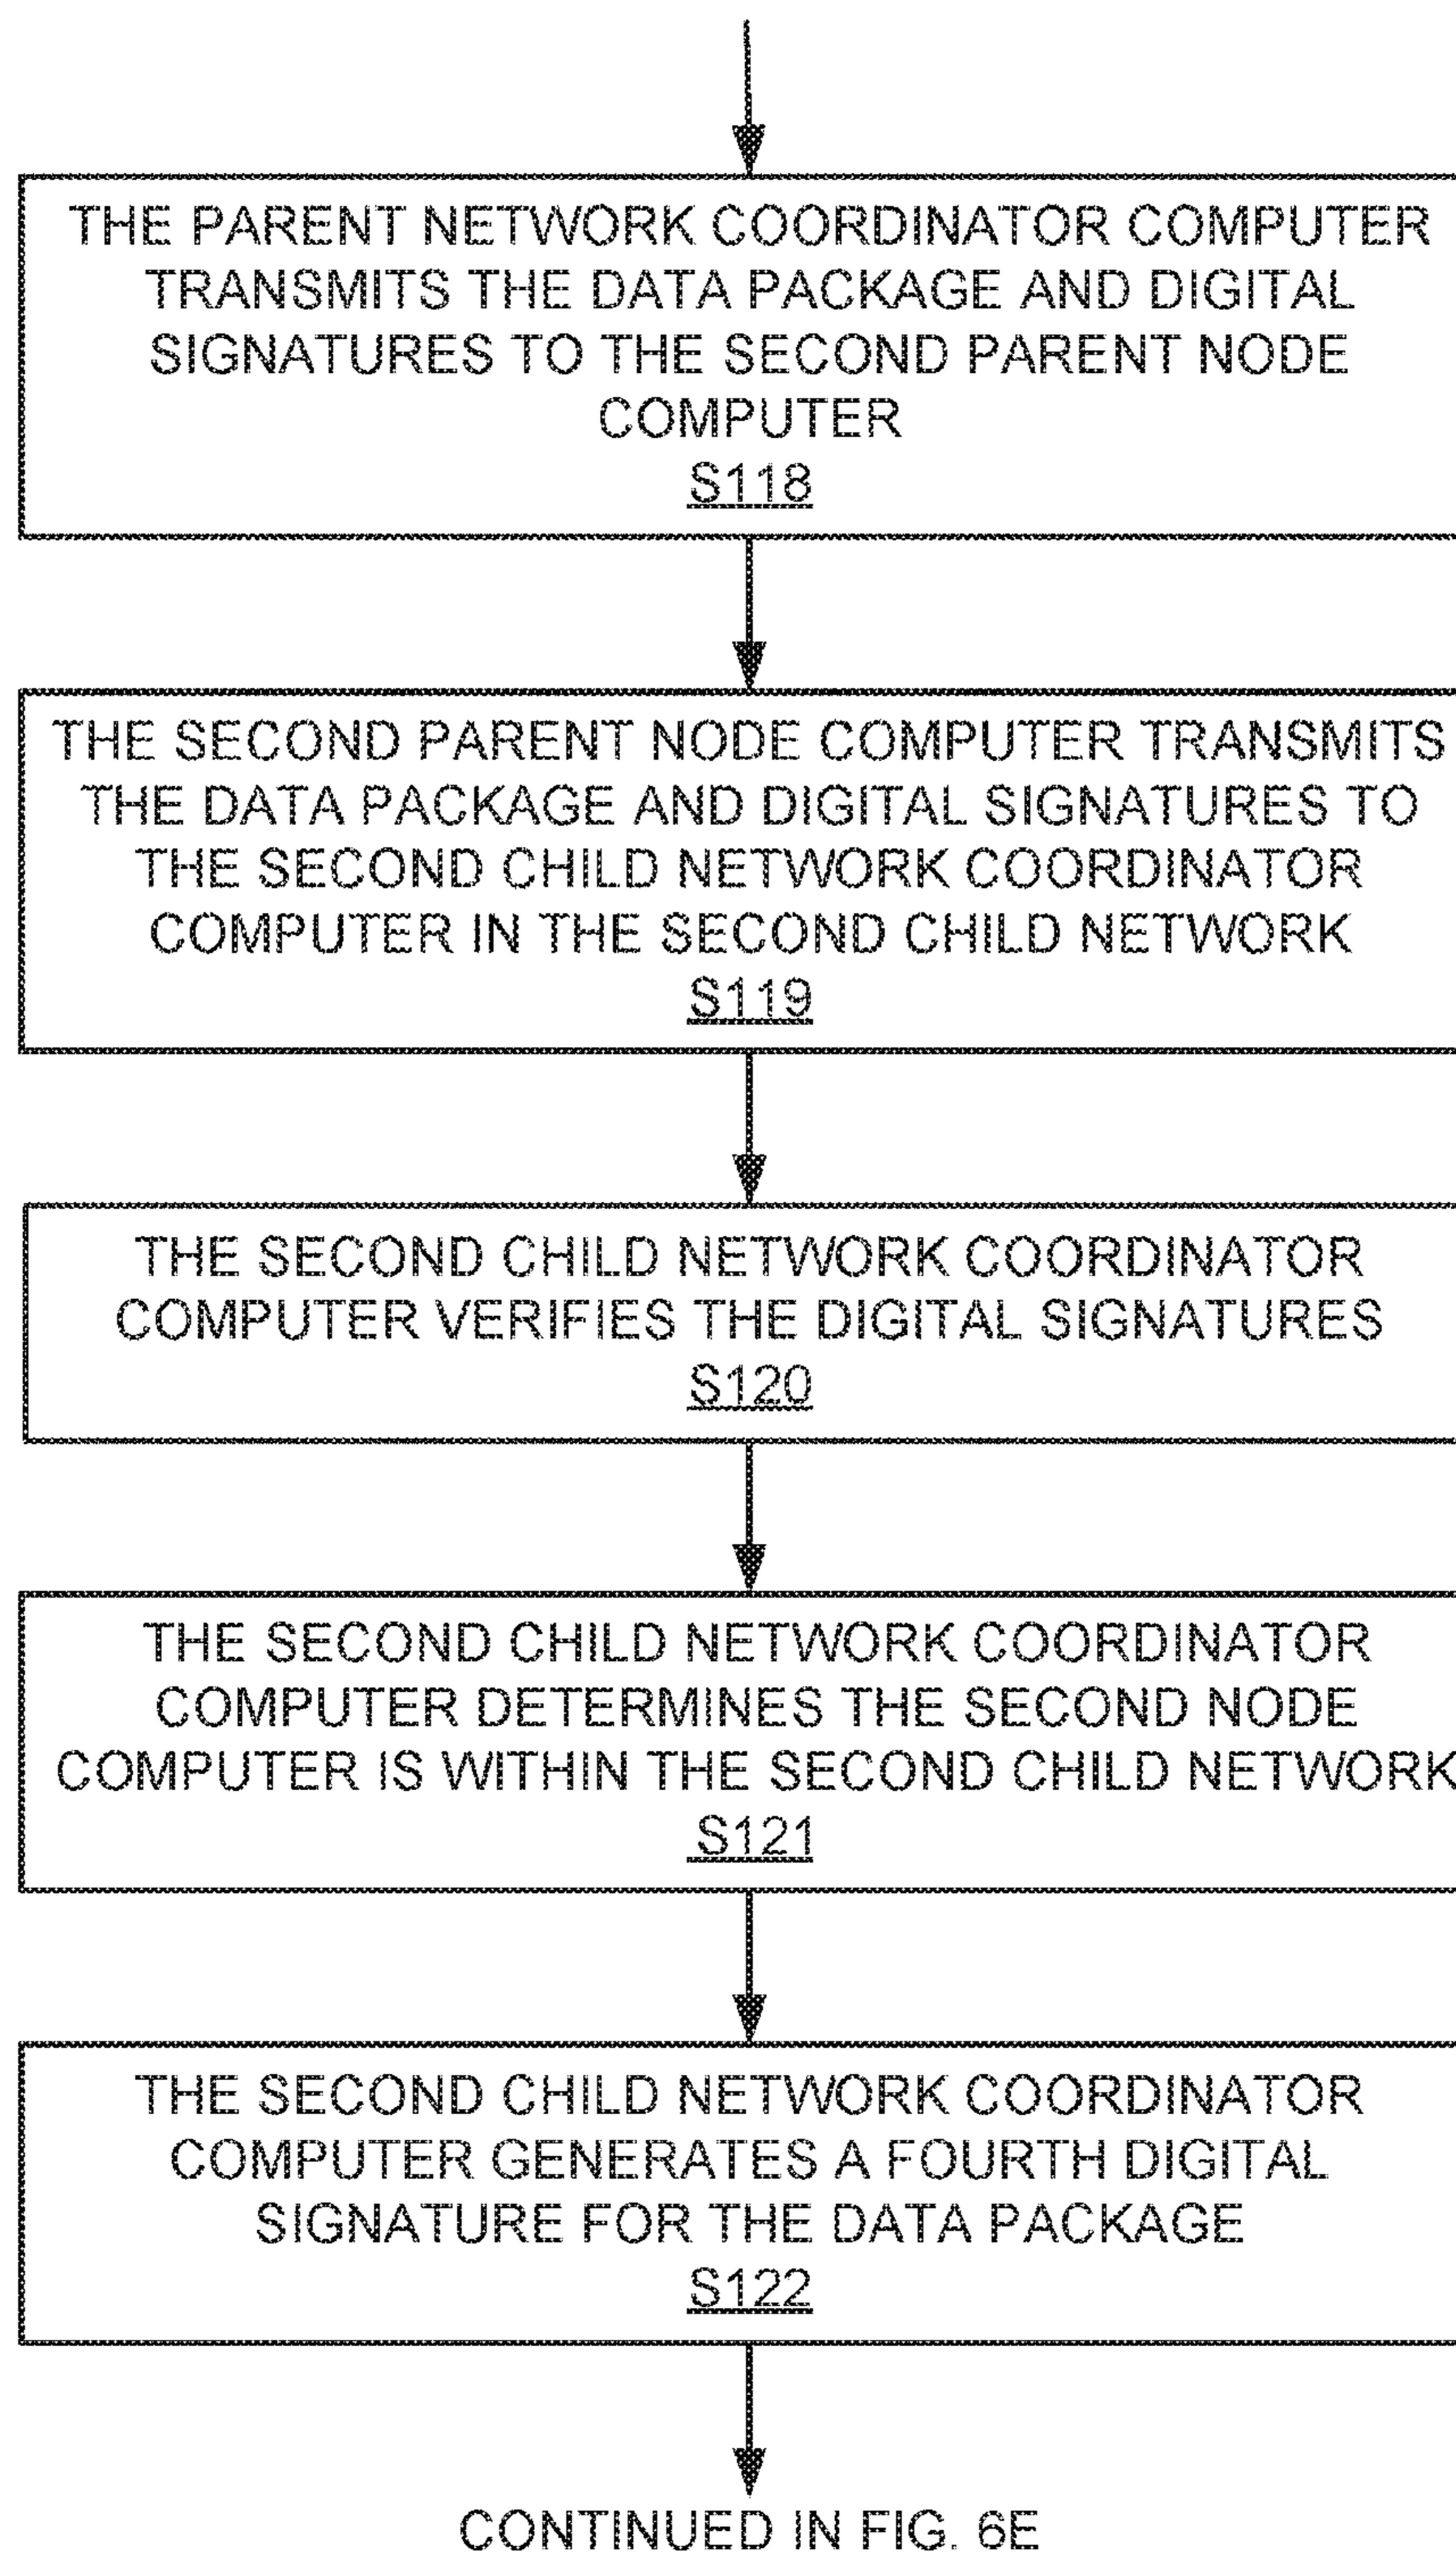 THE PARENT NETWORK COORDINATOR COMPUTER
TRANSMITS THE DATA PACKAGE AND DIGITAL
SIGNATURES TO THE SECOND PARENT NODE
COMPUTER
S118
THE SECOND PARENT NODE COMPUTER TRANSMITS
THE DATA PACKAGE AND DIGITAL SIGNATURES TO
THE SECOND CHILD NETWORK COORDINATOR
COMPUTER IN THE SECOND CHILD NETWORK
S119
THE SECOND CHILD NETWORK COORDINATOR
COMPUTER VERIFIES THE DIGITAL SIGNATURES
S120
THE SECOND CHILD NETWORK COORDINATOR
COMPUTER DETERMINES THE SECOND NODE
COMPUTER IS WITHIN THE SECOND CHILD NETWORK
S121
THE SECOND CHILD NETWORK COORDINATOR
COMPUTER GENERATES A FOURTH DIGITAL
SIGNATURE FOR THE DATA PACKAGE
S122
CONTINUED IN FIG. 6E